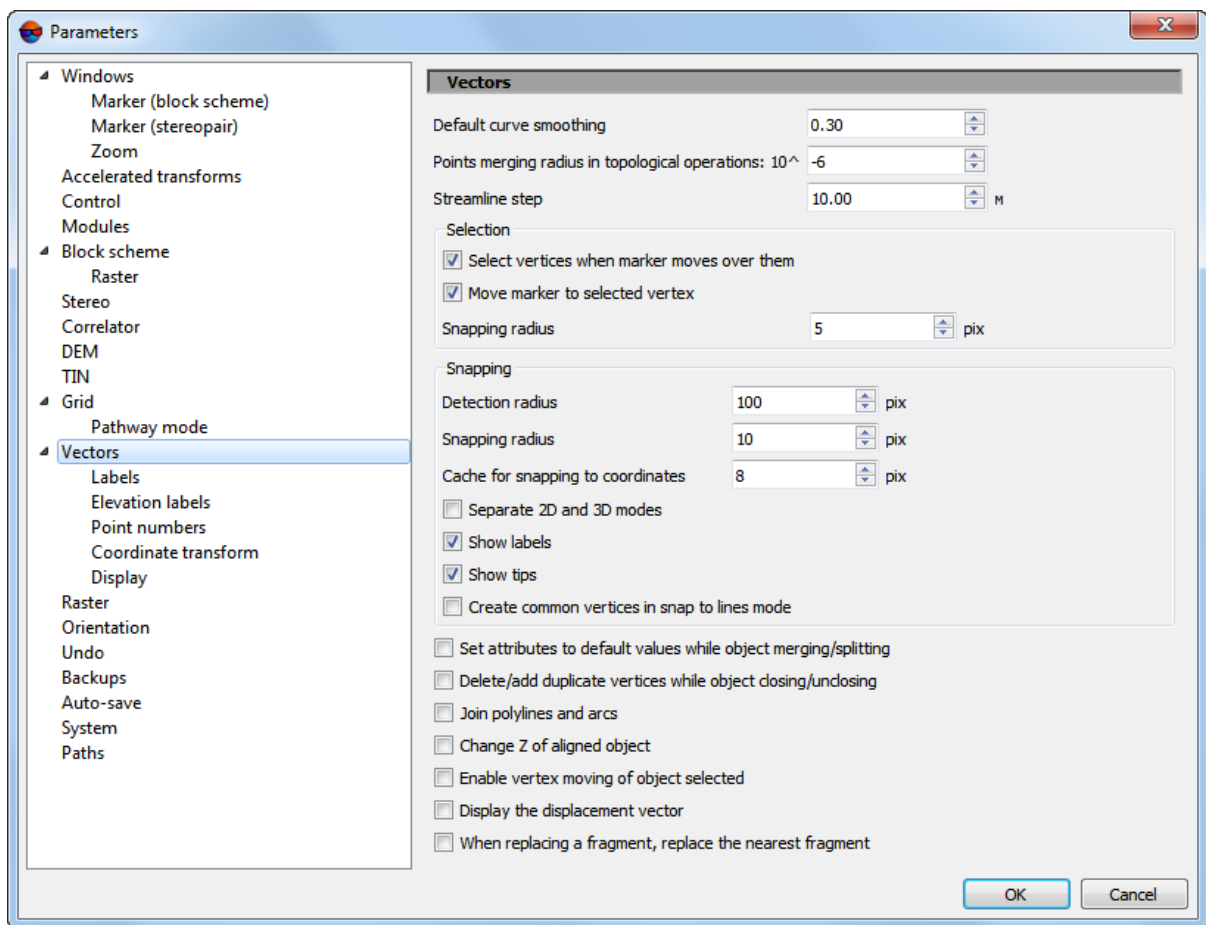 Parameters
Windows
Marker (block scheme)
Marker (stereopair)
Zoom
Accelerated transforms
Control
Modules
Block scheme
Raster
Stereo
Correlator
DEM
TIN
Grid
Pathway mode
Vectors
Labels
Elevation labels
Point numbers
Coordinate transform
Display
Raster
Orientation
Undo
Backups
Auto-save
System
Paths
Vectors
Default curve smoothing 0.30
Points merging radius in topological operations: 10^ -6
Streamline step 10.00 м
Selection
Select vertices when marker moves over them
Move marker to selected vertex
Snapping radius 5 pix
Snapping
Detection radius 100 pix
Snapping radius 10 pix
Cache for snapping to coordinates 8 pix
Separate 2D and 3D modes
Show labels
Show tips
Create common vertices in snap to lines mode
Set attributes to default values while object merging/splitting
Delete/add duplicate vertices while object closing/unclosing
Join polylines and arcs
Change Z of aligned object
Enable vertex moving of object selected
Display the displacement vector
When replacing a fragment, replace the nearest fragment
OK Cancel